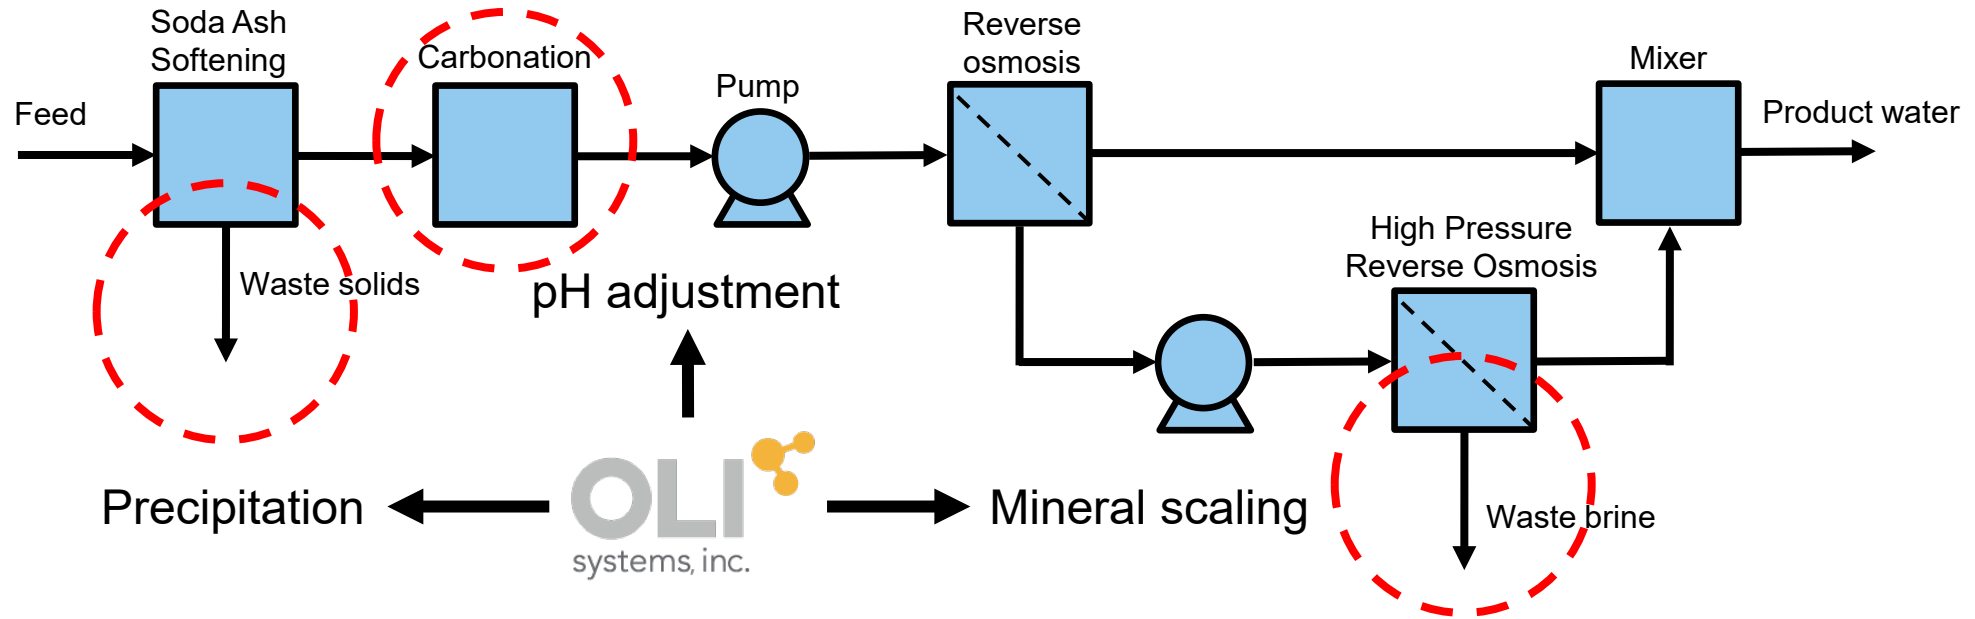 Soda Ash
Softening
Carbonation
Reverse
osmosis
Mixer
Pump
Feed
Product water
High Pressure
Reverse Osmosis
Waste solids
pH adjustment
Precipitation
OLI
systems, inc.
Mineral scaling
Waste brine